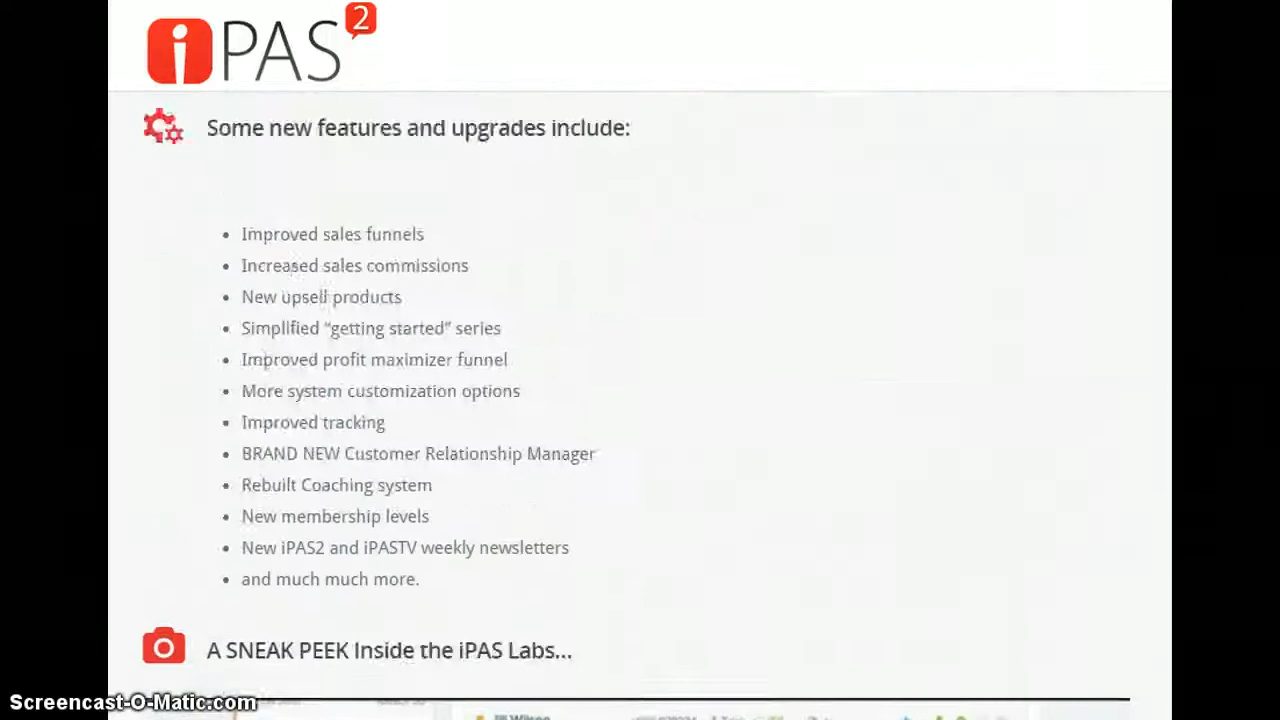 iPAS 2
Some new features and upgrades include:
• Improved sales funnels
• Increased sales commissions
• New upsell products
• Simplified “getting started” series
• Improved profit maximizer funnel
• More system customization options
• Improved tracking
• BRAND NEW Customer Relationship Manager
• Rebuilt Coaching system
• New membership levels
• New iPAS2 and iPASTV weekly newsletters
• and much much more.
A SNEAK PEEK Inside the iPAS Labs...
Screencast-O-Matic.com